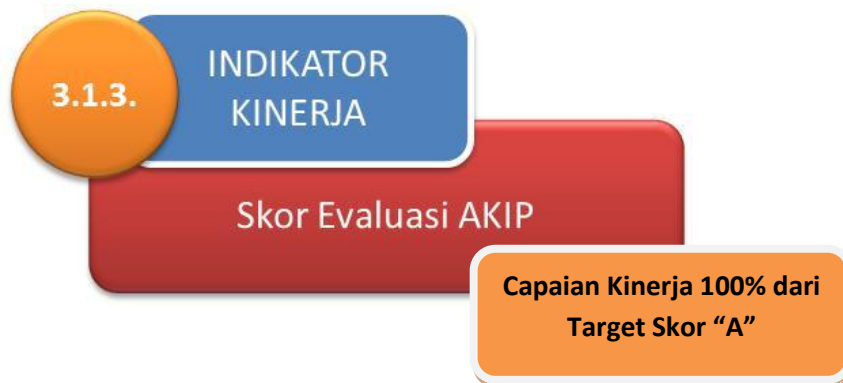 3.1.3.
INDIKATOR
KINERJA
Skor Evaluasi AKIP
Capaian Kinerja 100% dari
Target Skor “A”